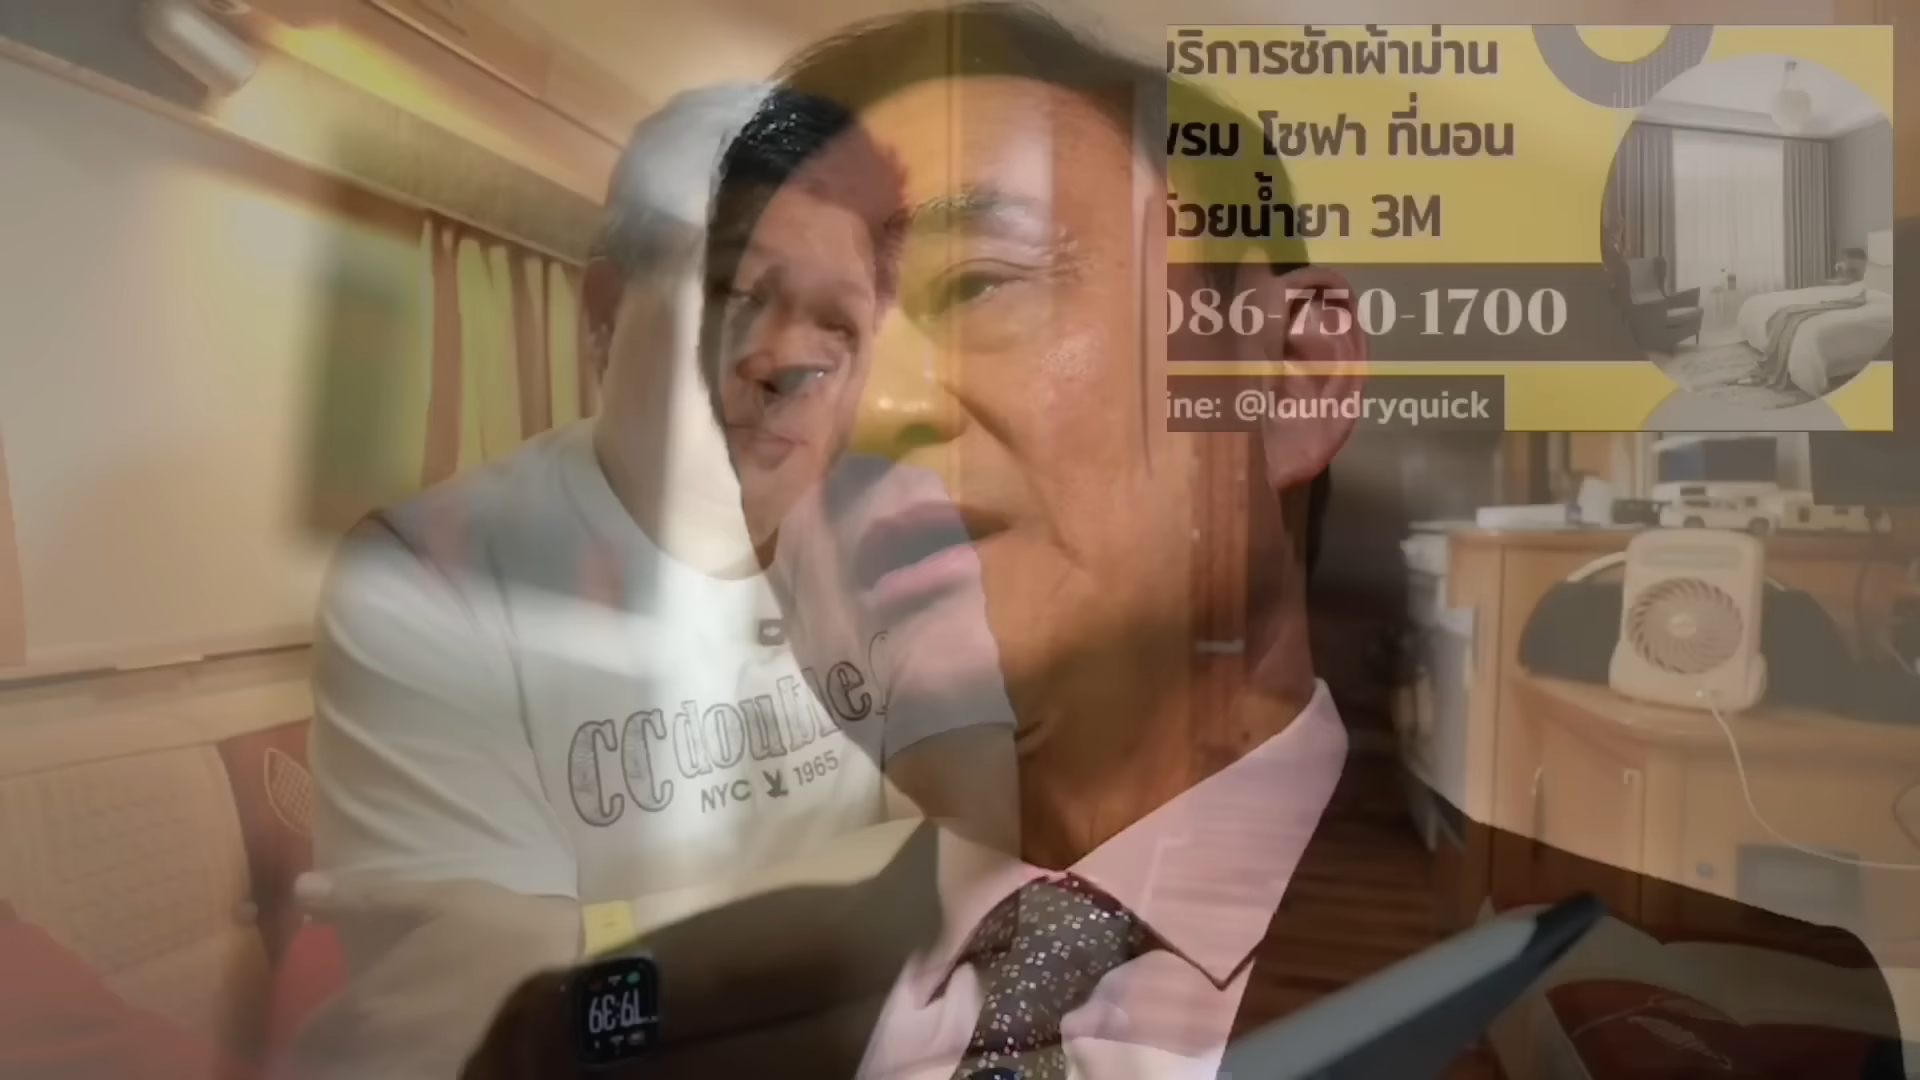 บริการซักผ้าม่าน
พรม โซฟา ที่นอน
ด้วยน้ำยา 3M
086-750-1700
ine: @laundryquick
CCdouble
NYC 1965